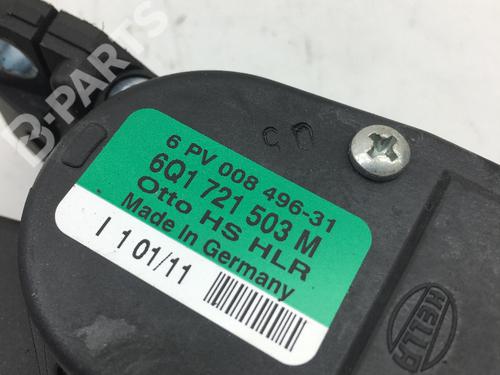 B-PARTS
6 PV 008 496-31
6Q1 721 503 M
Otto HS HLR
Made In Germany
I 1 01/11
HELLA